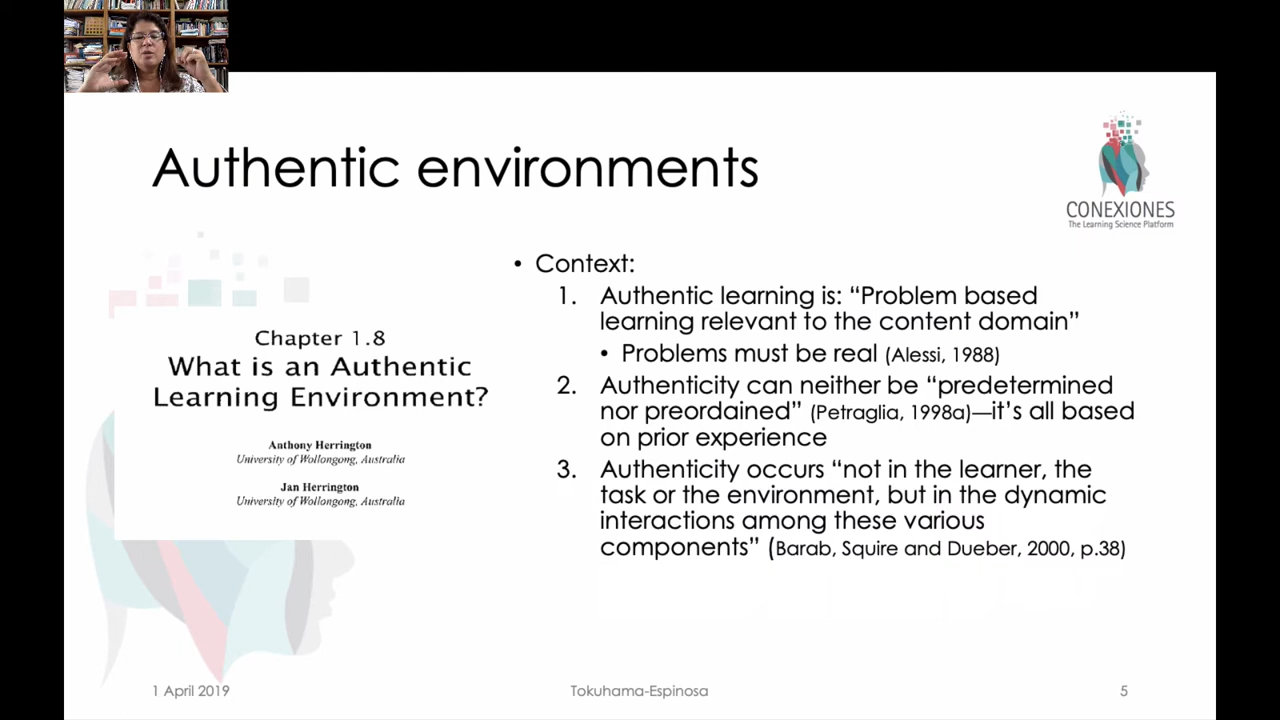 Authentic environments
CONEXIONES
The Learning Science Platform
Chapter 1.8
What is an Authentic
Learning Environment?
Anthony Herrington
University of Wollongong, Australia
Jan Herrington
University of Wollongong, Australia
• Context:
1. Authentic learning is: “Problem based
learning relevant to the content domain”
• Problems must be real (Alessi, 1988)
2. Authenticity can neither be “predetermined
nor preordained” (Petraglia, 1998a)—it’s all based
on prior experience
3. Authenticity occurs “not in the learner, the
task or the environment, but in the dynamic
interactions among these various
components” (Barab, Squire and Dueber, 2000, p.38)
1 April 2019
Tokuhama-Espinosa
5